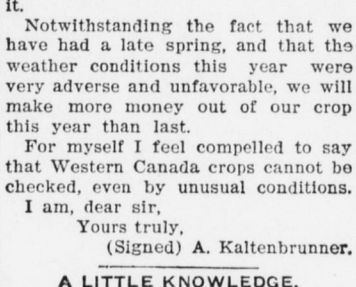 it.
Notwithstanding the fact that we
have had a late spring, and that the
weather conditions this year were
very adverse and unfavorable, we will
make more money out of our crop
this year than last.
For myself I feel compelled to say
that Western Canada crops cannot be
checked, even by unusual conditions.
I am, dear sir,
Yours truly,
(Signed) A. Kaltenbrunner.
A LITTLE KNOWLEDGE.